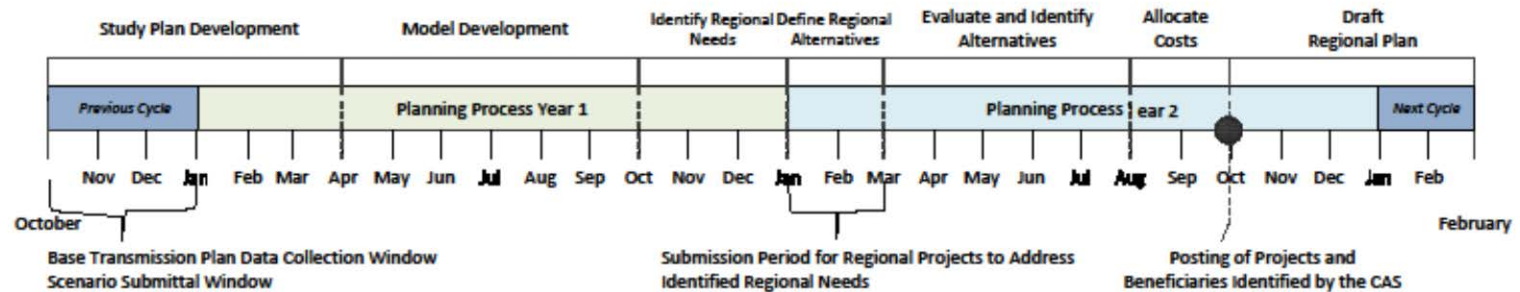 Study Plan Development
Model Development
Identify Regional
Needs
Define Regional
Alternatives
Evaluate and Identify
Alternatives
Allocate
Costs
Draft
Regional Plan
Previous Cycle
Planning Process Year 1
Planning Process ear 2
Next Cycle
Nov Dec Jan Feb Mar Apr May Jun Jul Aug Sep Oct Nov Dec Jan Feb Mar Apr May Jun Jul Aug Sep Oct Nov Dec Jan Feb
October
February
Base Transmission Plan Data Collection Window
Scenario Submittal Window
Submission Period for Regional Projects to Address
Identified Regional Needs
Posting of Projects and
Beneficiaries Identified by the CAS